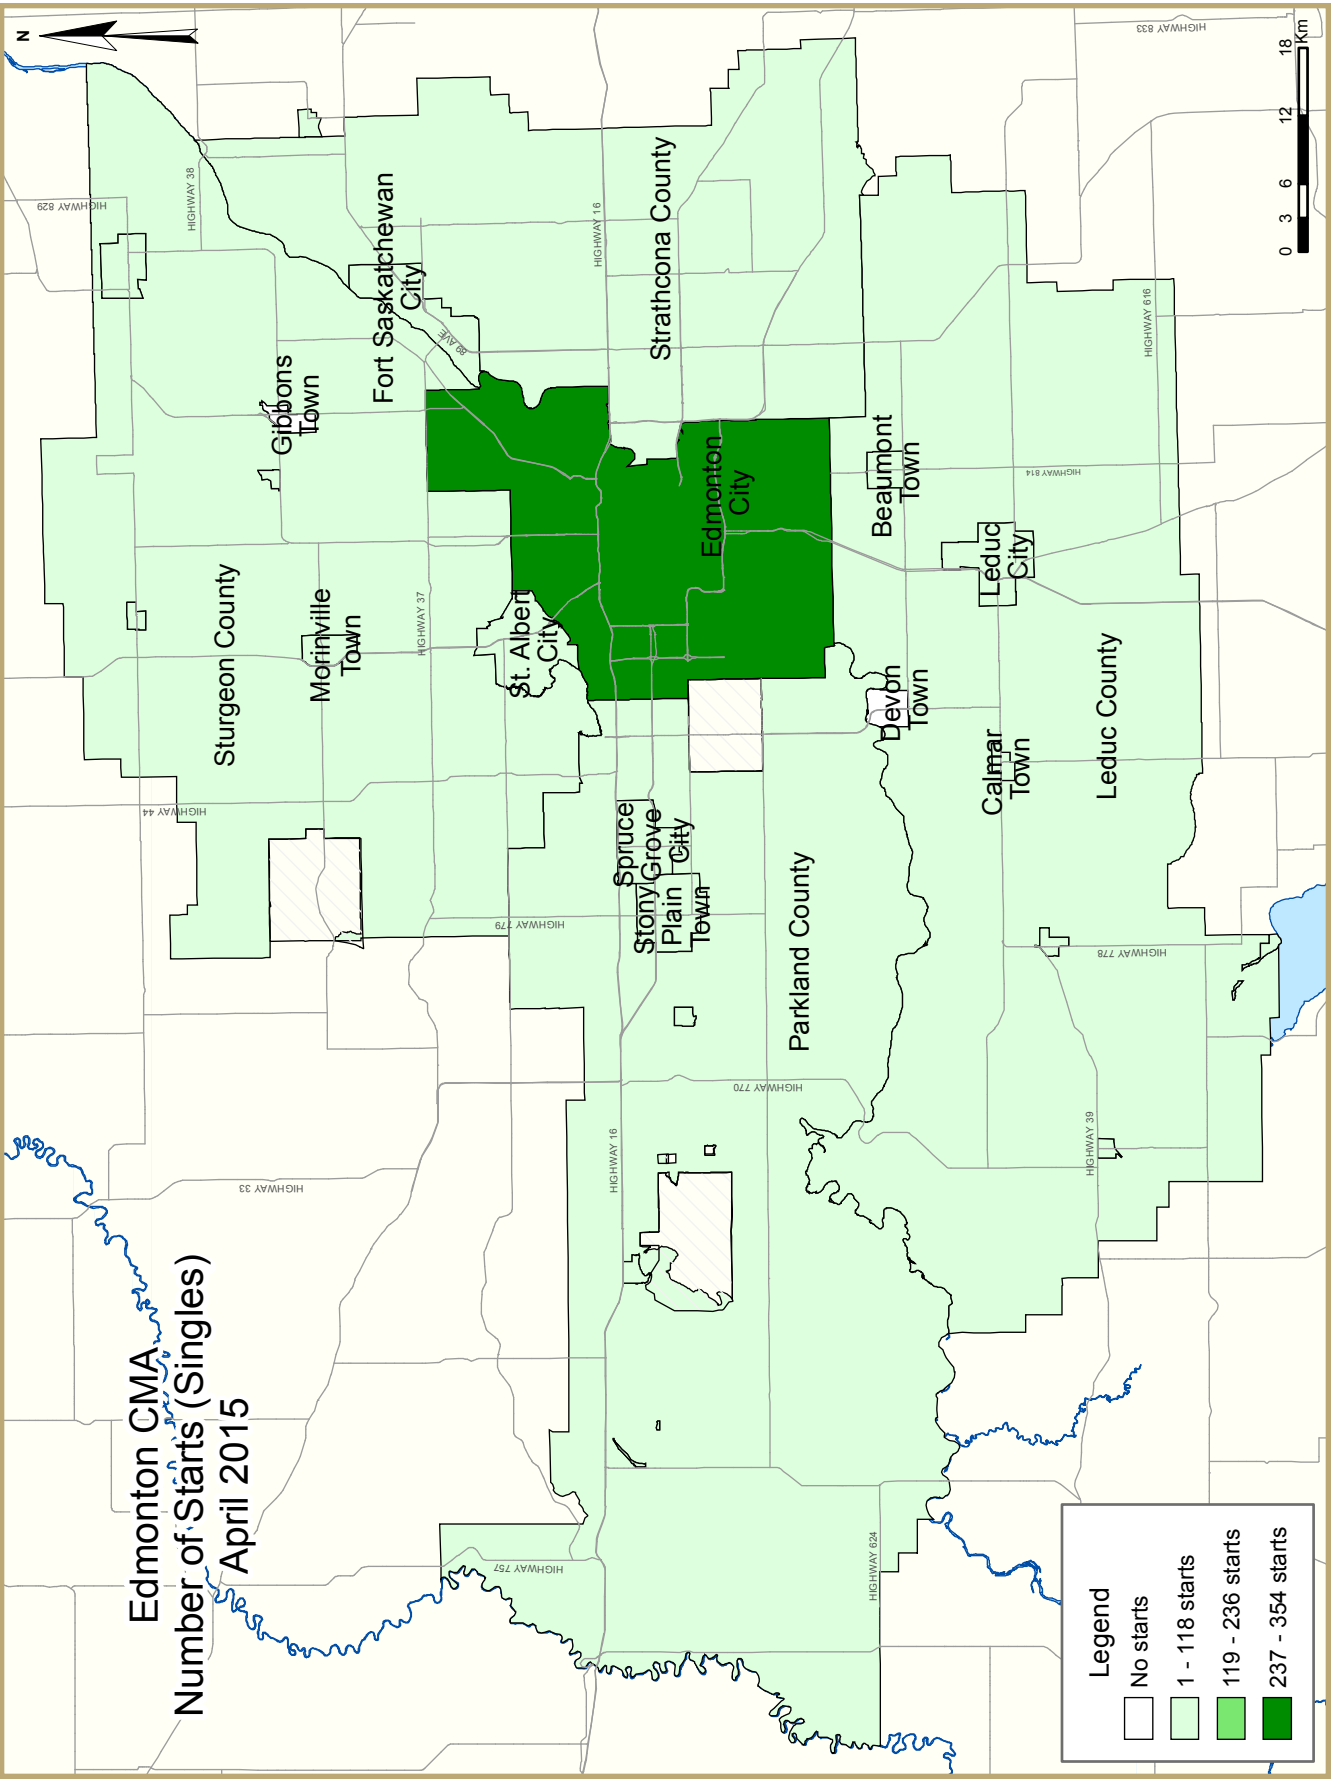 Edmonton CMA
Number of Starts (Singles)
April 2015
N
HIGHWAY 757
HIGHWAY 33
HIGHWAY 44
HIGHWAY 829
HIGHWAY 38
HIGHWAY 833
Sturgeon County
Gibbons
Town
Morinville
Town
Fort Saskatchewan
City
HIGHWAY 37
89 AVE
HIGHWAY 779
St. Albert
City
HIGHWAY 16
HIGHWAY 16
Spruce
Grove
City
Stony
Plain
Town
Strathcona County
Edmonton
City
HIGHWAY 770
Parkland County
HIGHWAY 624
Devon
Town
Beaumont
Town
Calmar
Town
Leduc
City
HIGHWAY 814
HIGHWAY 39
HIGHWAY 778
Leduc County
HIGHWAY 616
Legend
No starts
1 - 118 starts
119 - 236 starts
237 - 354 starts
0 3 6 12 18
Km